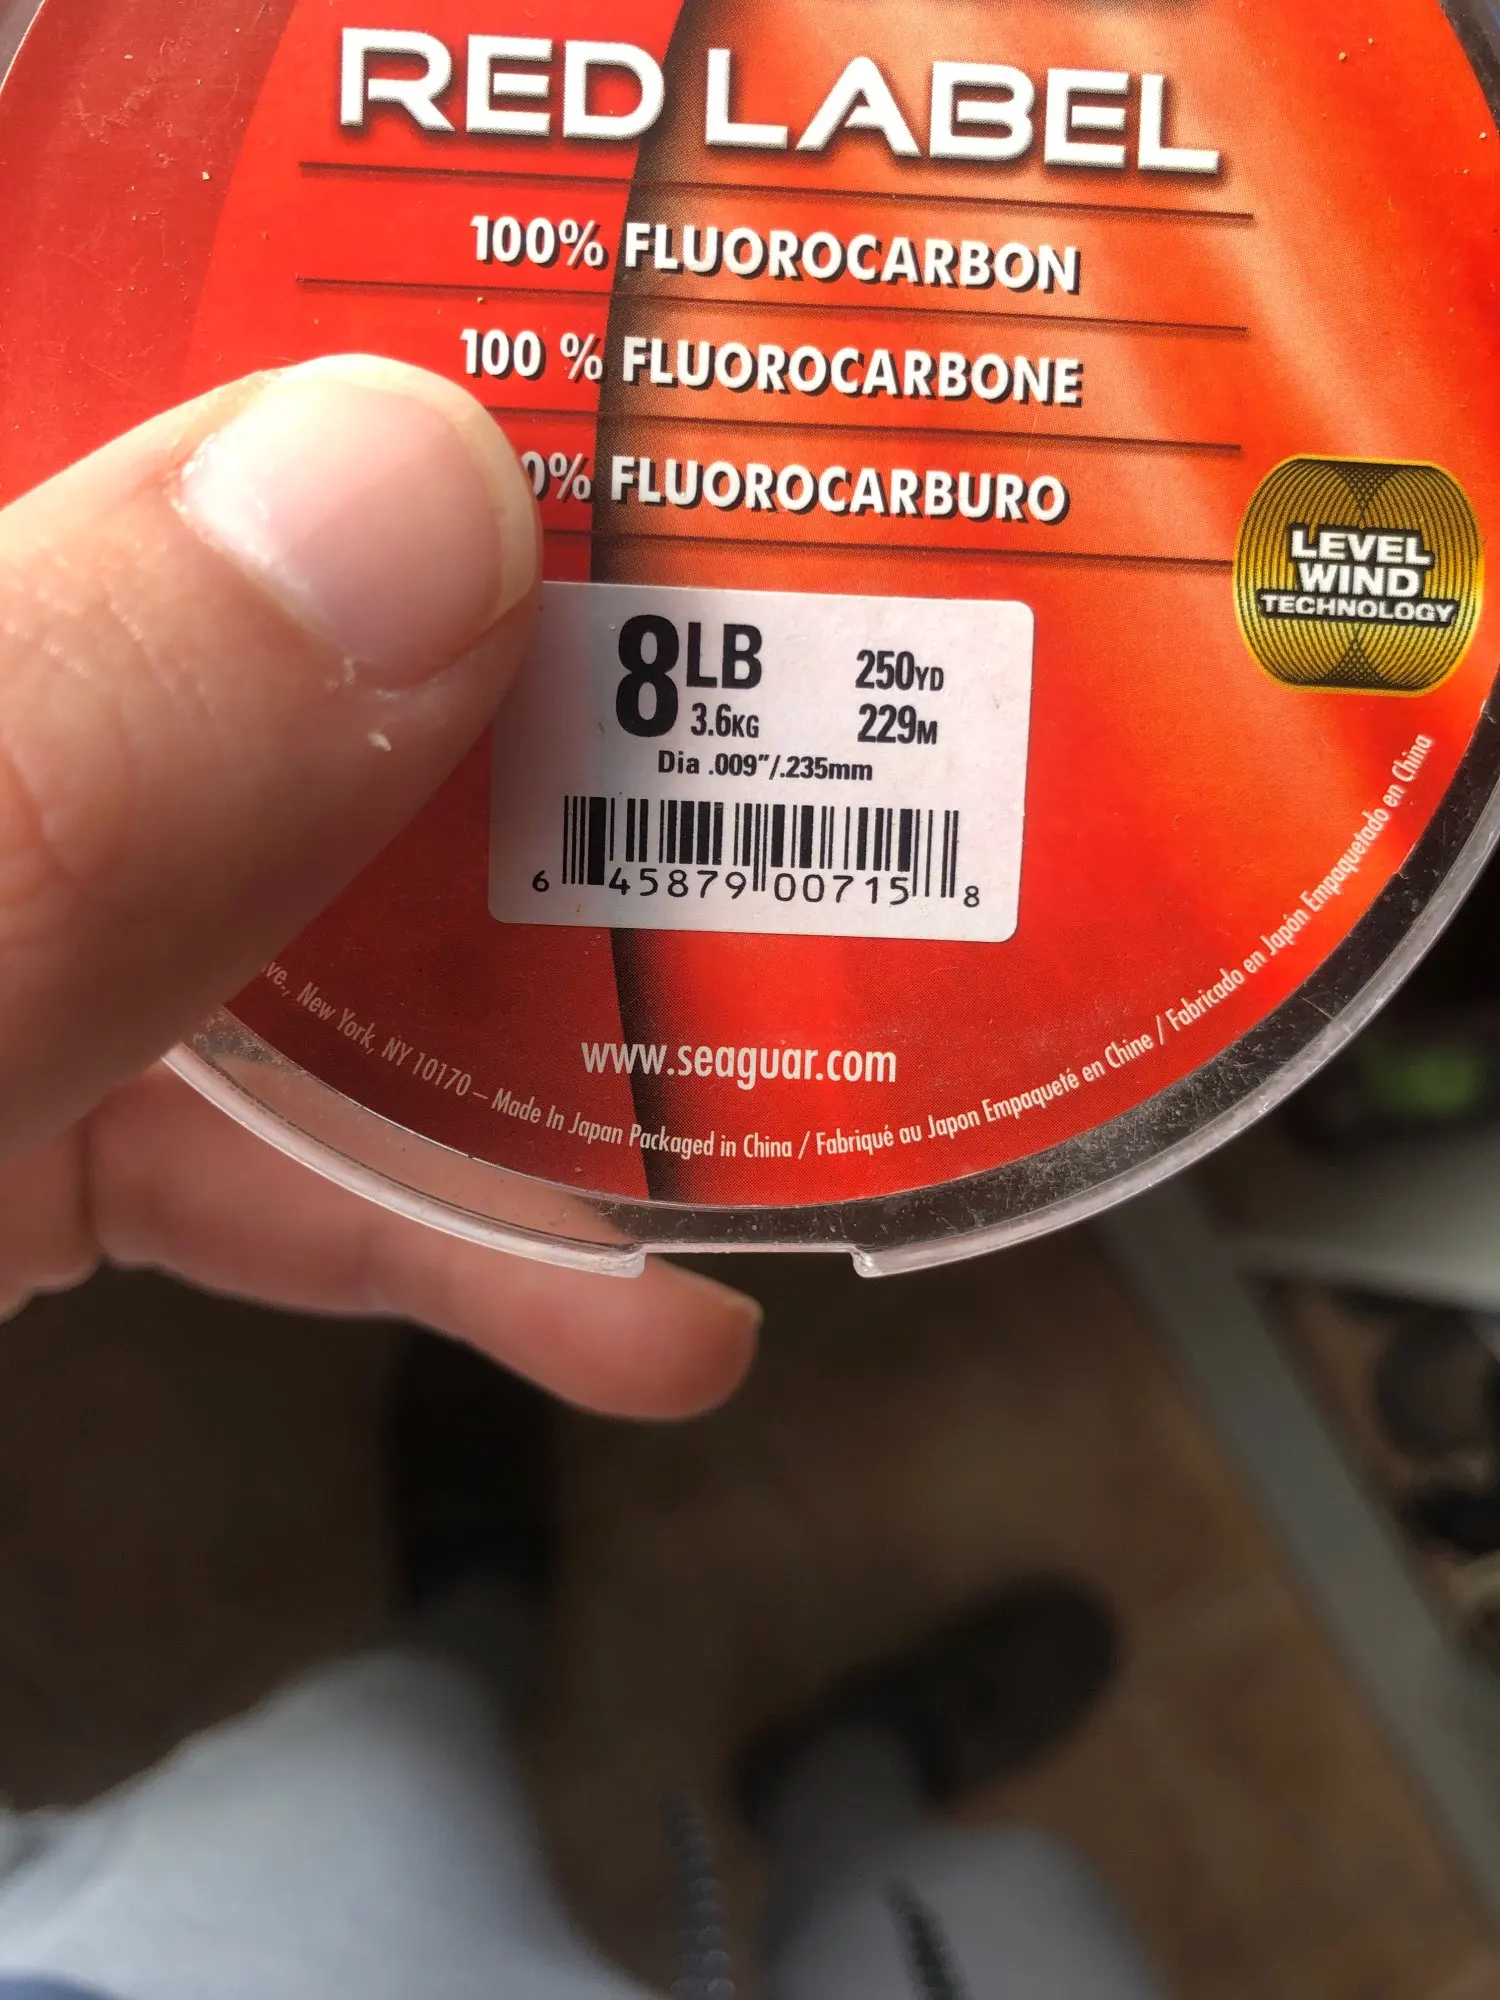 RED LABEL
100% FLUOROCARBON
100 % FLUOROCARBONE
0% FLUOROCARBURO
LEVEL
WIND
TECHNOLOGY
8LB 250YD
3.6KG 229M
Dia .009"/.235mm
6 45879 00715 8
www.seaguar.com
ve., New York, NY 10170 – Made In Japan Packaged in China / Fabriqué au Japon Empaqueté en Chine / Fabricado en Japón Empaquetado en China